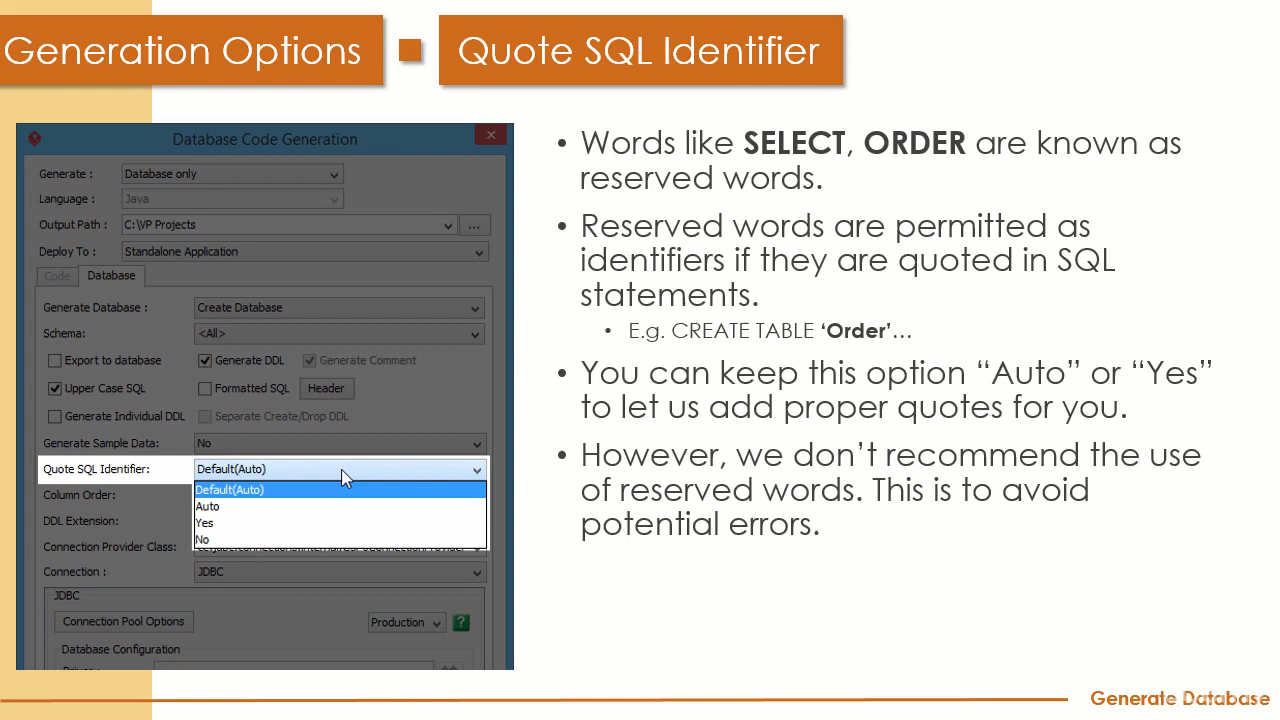 Generation Options
Quote SQL Identifier
Database Code Generation
Generate :
Database only
Language :
Java
Output Path :
C:\VP Projects
...
Deploy To :
Standalone Application
Code
Database
Generate Database :
Create Database
Schema:
<All>
Export to database
Generate DDL
Generate Comment
Upper Case SQL
Formatted SQL
Header
Generate Individual DDL
Separate Create/Drop DDL
Generate Sample Data:
No
Quote SQL Identifier:
Default(Auto)
Default(Auto)
Auto
Yes
No
Column Order:
DDL Extension:
Connection Provider Class:
Connection :
JDBC
JDBC
Connection Pool Options
Production
?
Database Configuration
• Words like SELECT, ORDER are known as
reserved words.
• Reserved words are permitted as
identifiers if they are quoted in SQL
statements.
• E.g. CREATE TABLE ‘Order’…
• You can keep this option “Auto” or “Yes”
to let us add proper quotes for you.
• However, we don’t recommend the use
of reserved words. This is to avoid
potential errors.
Generate Database